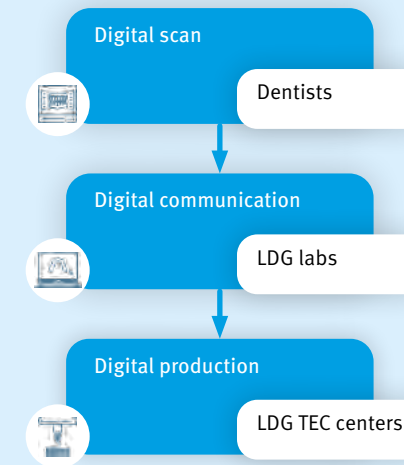 Digital scan
Dentists
Digital communication
LDG labs
Digital production
LDG TEC centers